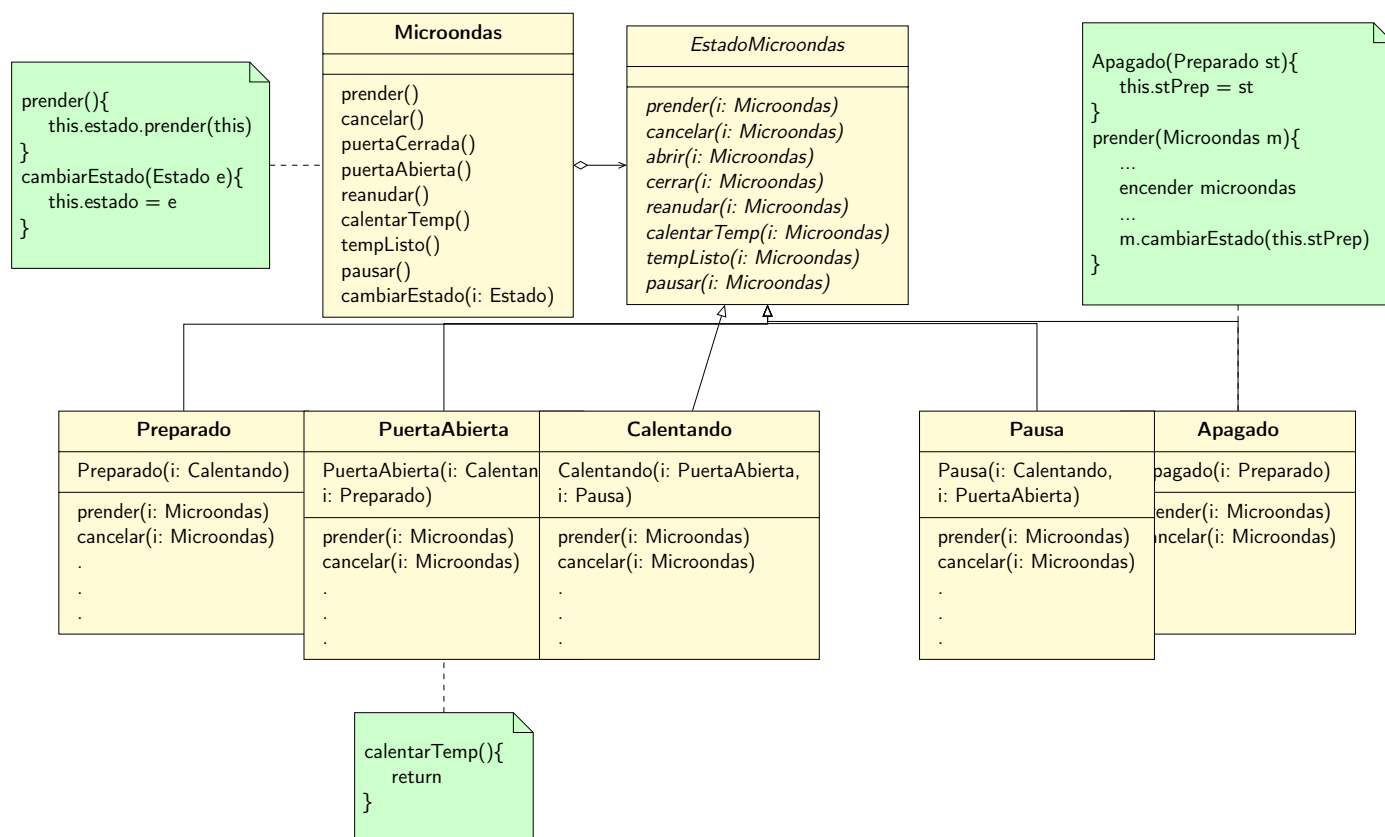 prender(){
this.estado.prender(this)
}
cambiarEstado(Estado e){
this.estado = e
}
Microondas
prender()
cancelar()
puertaCerrada()
puertaAbierta()
reanudar()
calentarTemp()
tempListo()
pausar()
cambiarEstado(i: Estado)
EstadoMicroondas
prender(i: Microondas)
cancelar(i: Microondas)
abrir(i: Microondas)
cerrar(i: Microondas)
reanudar(i: Microondas)
calentarTemp(i: Microondas)
tempListo(i: Microondas)
pausar(i: Microondas)
Apagado(Preparado st){
this.stPrep = st
}
prender(Microondas m){
...
encender microondas
...
m.cambiarEstado(this.stPrep)
}
Preparado
Preparado(i: Calentando)
prender(i: Microondas)
cancelar(i: Microondas)
.
.
.
PuertaAbierta
PuertaAbierta(i: Calentan
i: Preparado)
prender(i: Microondas)
cancelar(i: Microondas)
.
.
.
Calentando
Calentando(i: PuertaAbierta,
i: Pausa)
prender(i: Microondas)
cancelar(i: Microondas)
.
.
.
Pausa
Pausa(i: Calentando,
i: PuertaAbierta)
prender(i: Microondas)
cancelar(i: Microondas)
.
.
.
Apagado
pagado(i: Preparado)
ender(i: Microondas)
ncelar(i: Microondas)
calentarTemp(){
return
}